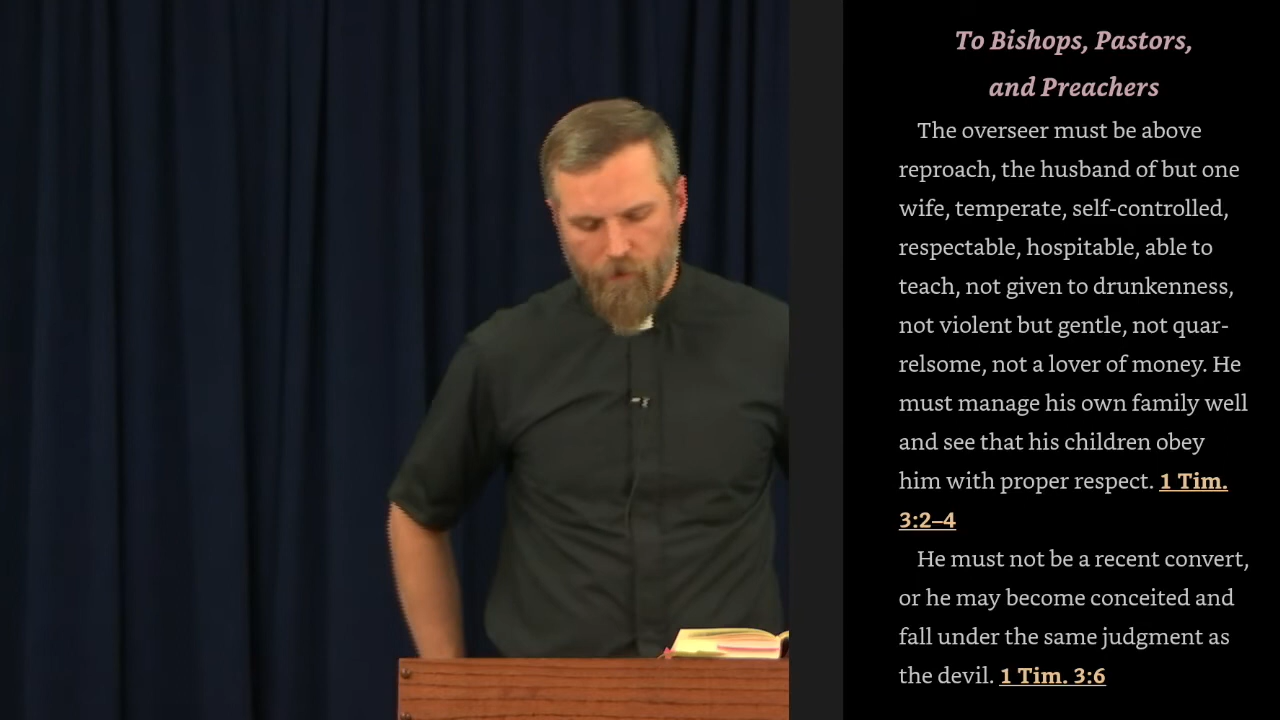 To Bishops, Pastors,
and Preachers
The overseer must be above
reproach, the husband of but one
wife, temperate, self-controlled,
respectable, hospitable, able to
teach, not given to drunkenness,
not violent but gentle, not quar-
relsome, not a lover of money. He
must manage his own family well
and see that his children obey
him with proper respect. 1 Tim.
3:2–4
He must not be a recent convert,
or he may become conceited and
fall under the same judgment as
the devil. 1 Tim. 3:6